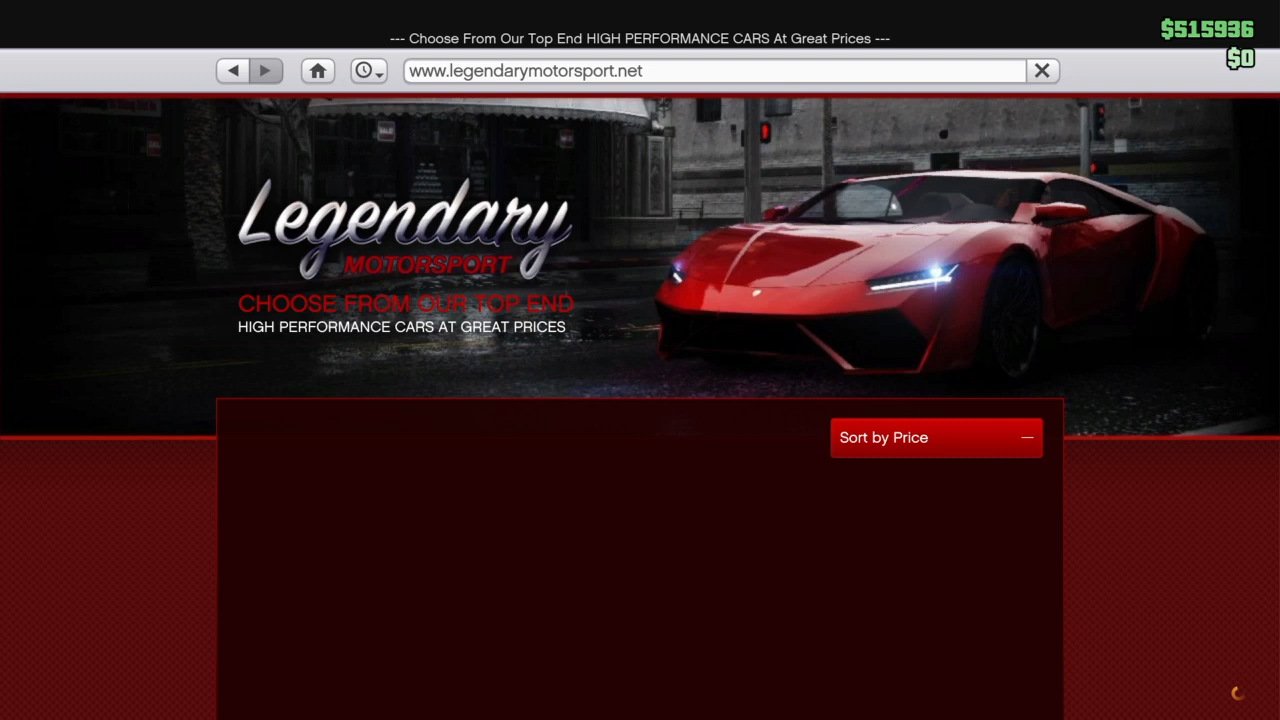 --- Choose From Our Top End HIGH PERFORMANCE CARS At Great Prices ---
$515936
$0
www.legendarymotorsport.net
Legendary
MOTORSPORT
CHOOSE FROM OUR TOP END
HIGH PERFORMANCE CARS AT GREAT PRICES
Sort by Price